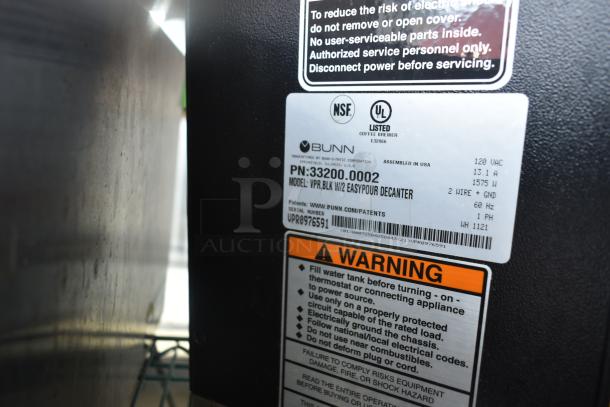 To reduce the risk of electric
do not remove or open cover.
No user-serviceable parts inside.
Authorized service personnel only.
Disconnect power before servicing.
NSF
UL
LISTED
COFFEE BREWER
BUNN
ASSEMBLED IN USA
PN:33200.0002
MODEL: VPR,BLK W/2 EASYPOUR DECANTER
120 VAC
13.1 A
1575 W
2 WIRE + GND
60 Hz
1 PH
Patents: WWW.BUNN.COM/PATENTS
SERIAL NUMBER
VPR0976591
WH 1121
AUCTION
WARNING
Fill water tank before turning - on -
thermostat or connecting appliance
to power source.
Use only on a properly protected
circuit capable of the rated load.
Electrically ground the chassis.
Follow national/local electrical codes.
Do not use near combustibles.
Do not deform plug or cord.
FAILURE TO COMPLY RISKS EQUIPMENT
DAMAGE, FIRE, OR SHOCK HAZARD
READ THE ENTIRE OPERAT
BEFORE BUYING OR U
THIS